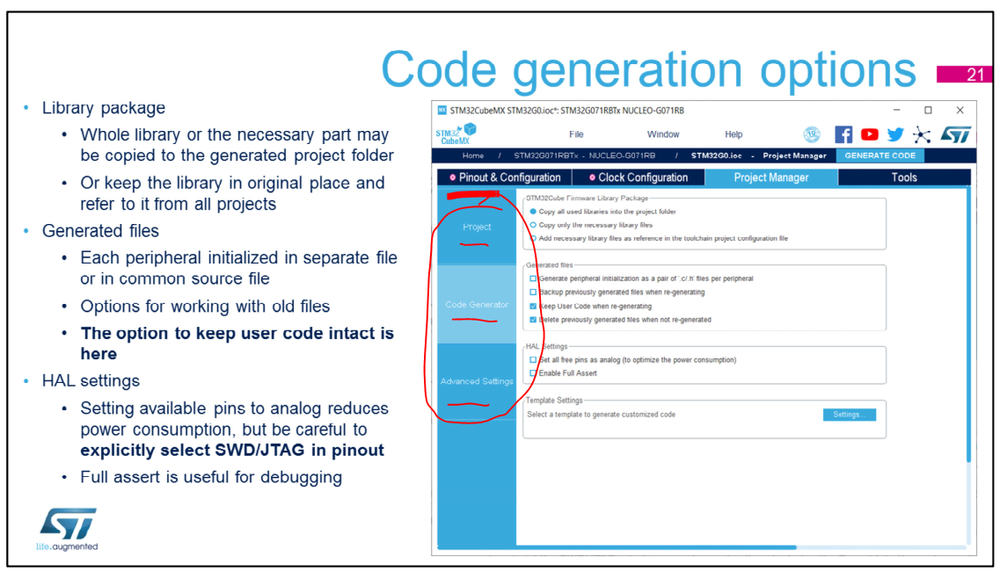 Code generation options
21
• Library package
• Whole library or the necessary part may
be copied to the generated project folder
• Or keep the library in original place and
refer to it from all projects
• Generated files
• Each peripheral initialized in separate file
or in common source file
• Options for working with old files
• The option to keep user code intact is
here
• HAL settings
• Setting available pins to analog reduces
power consumption, but be careful to
explicitly select SWD/JTAG in pinout
• Full assert is useful for debugging
ST
life.augmented
MX STM32CubeMX STM32G0.ioc*: STM32G071RBTx NUCLEO-G071RB
STM32
CubeMX
File Window Help
Home / STM32G071RBTx - NUCLEO-G071RB / STM32G0.ioc - Project Manager GENERATE CODE
Pinout & Configuration Clock Configuration Project Manager Tools
Project
Code Generator
Advanced Settings
STM32Cube Firmware Library Package
Copy all used libraries into the project folder
Copy only the necessary library files
Add necessary library files as reference in the toolchain project configuration file
Generated files
Generate peripheral initialization as a pair of '.c/.h' files per peripheral
Backup previously generated files when re-generating
Keep User Code when re-generating
Delete previously generated files when not re-generated
HAL Settings
Set all free pins as analog (to optimize the power consumption)
Enable Full Assert
Template Settings
Select a template to generate customized code
Settings...